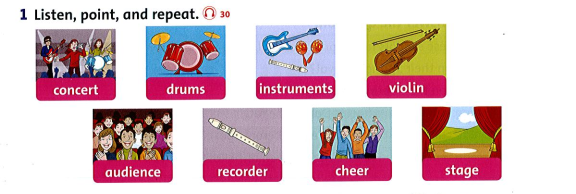 1 Listen, point, and repeat. 30
concert drums instruments violin
audience recorder cheer stage